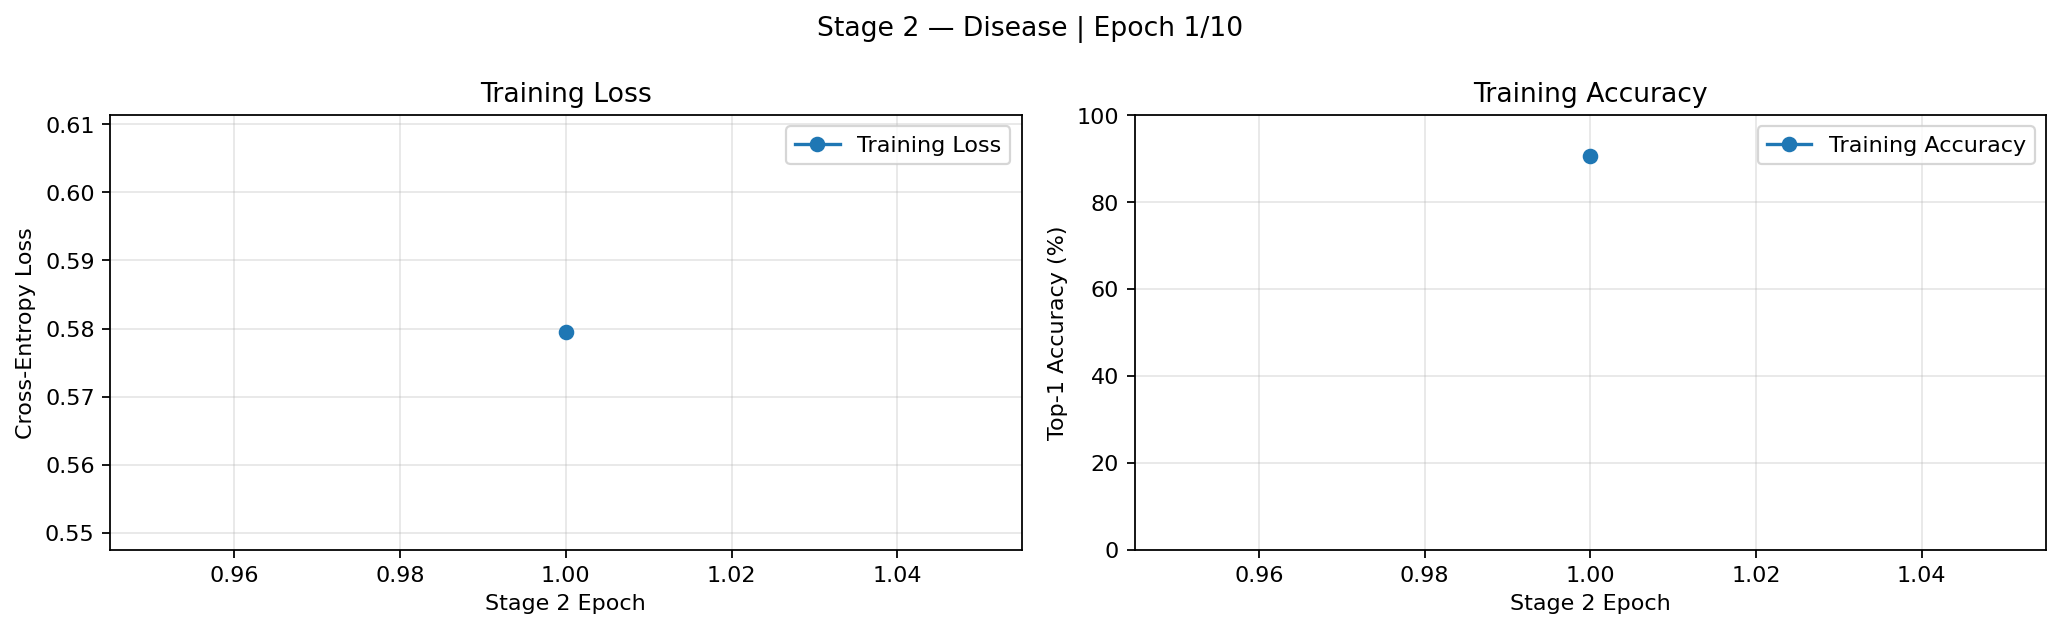 Stage 2 — Disease | Epoch 1/10
Training Loss
0.61
0.60
0.59
0.58
0.57
0.56
0.55
Cross-Entropy Loss
Training Loss
0.96
0.98
1.00
1.02
1.04
Stage 2 Epoch
Training Accuracy
100
80
60
40
20
0
Top-1 Accuracy (%)
Training Accuracy
0.96
0.98
1.00
1.02
1.04
Stage 2 Epoch